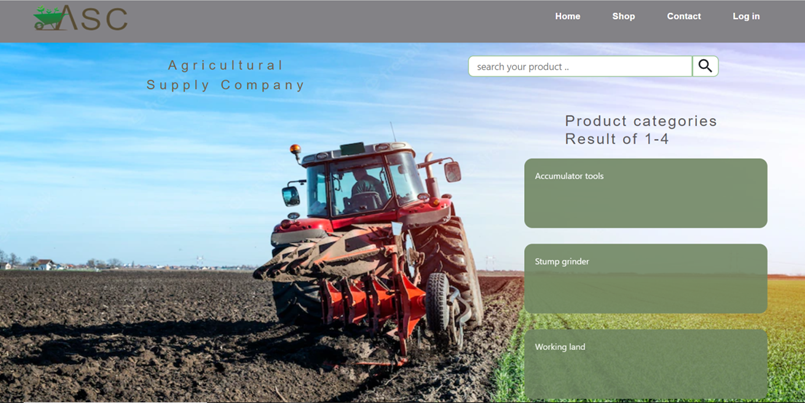 ASC
Home Shop Contact Log in
Agricultural
Supply Company
search your product ..
Product categories
Result of 1-4
Accumulator tools
Stump grinder
Working land